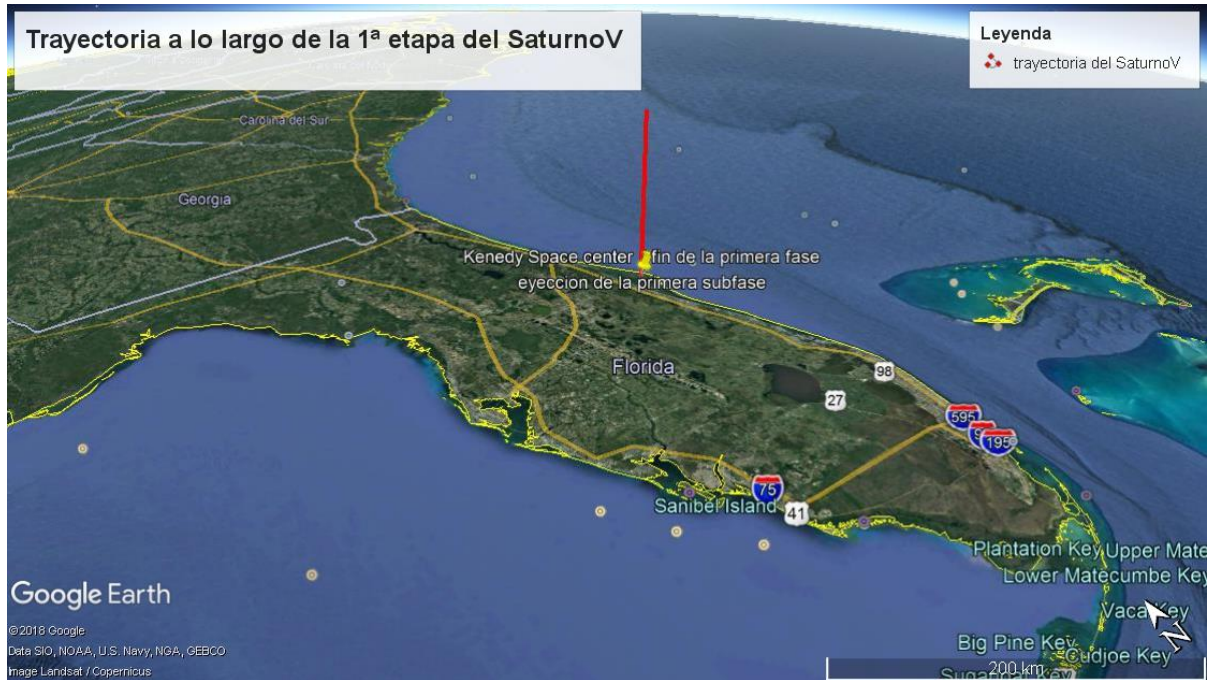 Trayectoria a lo largo de la 1ª etapa del SaturnoV
Leyenda
trayectoria del SaturnoV
Carolina del Sur
Georgia
Kenedy Space center
fin de la primera fase
eyeccion de la primera subfase
Florida
98
27
595
195
75
Sanibel Island
41
Plantation Key
Upper Mate
Lower Matecumbe Key
Vaca Key
N
Big Pine Key
Cudjoe Key
200 km
Google Earth
©2018 Google
Data SIO, NOAA, U.S. Navy, NGA, GEBCO
Image Landsat / Copernicus